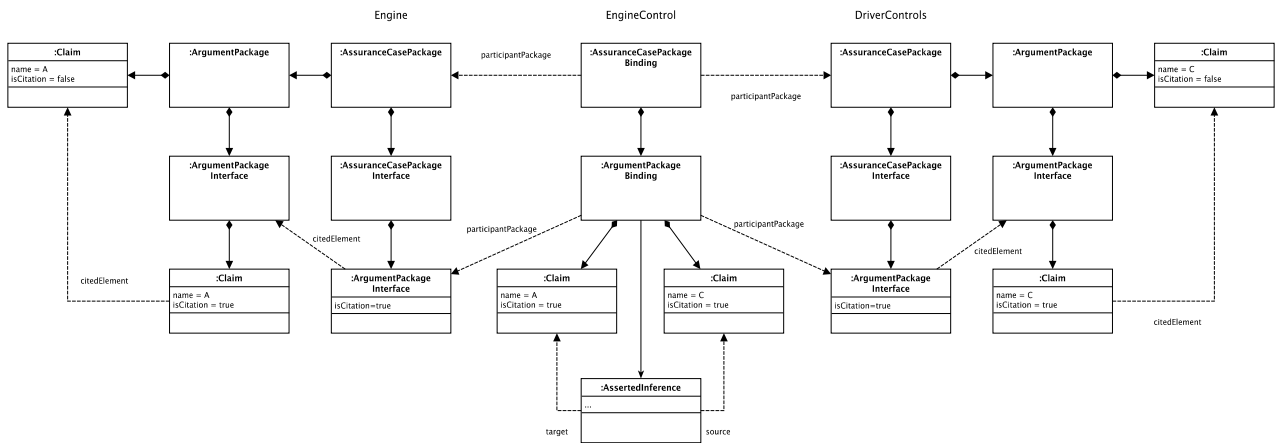 Engine
EngineControl
DriverControls
:Claim
name = A
isCitation = false
:ArgumentPackage
:AssuranceCasePackage
participantPackage
:AssuranceCasePackage
Binding
participantPackage
:AssuranceCasePackage
:ArgumentPackage
:Claim
name = C
isCitation = false
:ArgumentPackage
Interface
:AssuranceCasePackage
Interface
:ArgumentPackage
Binding
:AssuranceCasePackage
Interface
:ArgumentPackage
Interface
citedElement
participantPackage
participantPackage
citedElement
citedElement
:Claim
name = A
isCitation = true
:ArgumentPackage
Interface
isCitation=true
:Claim
name = A
isCitation = true
:Claim
name = C
isCitation = true
:ArgumentPackage
Interface
isCitation=true
:Claim
name = C
isCitation = true
citedElement
:AssertedInference
...
target
source